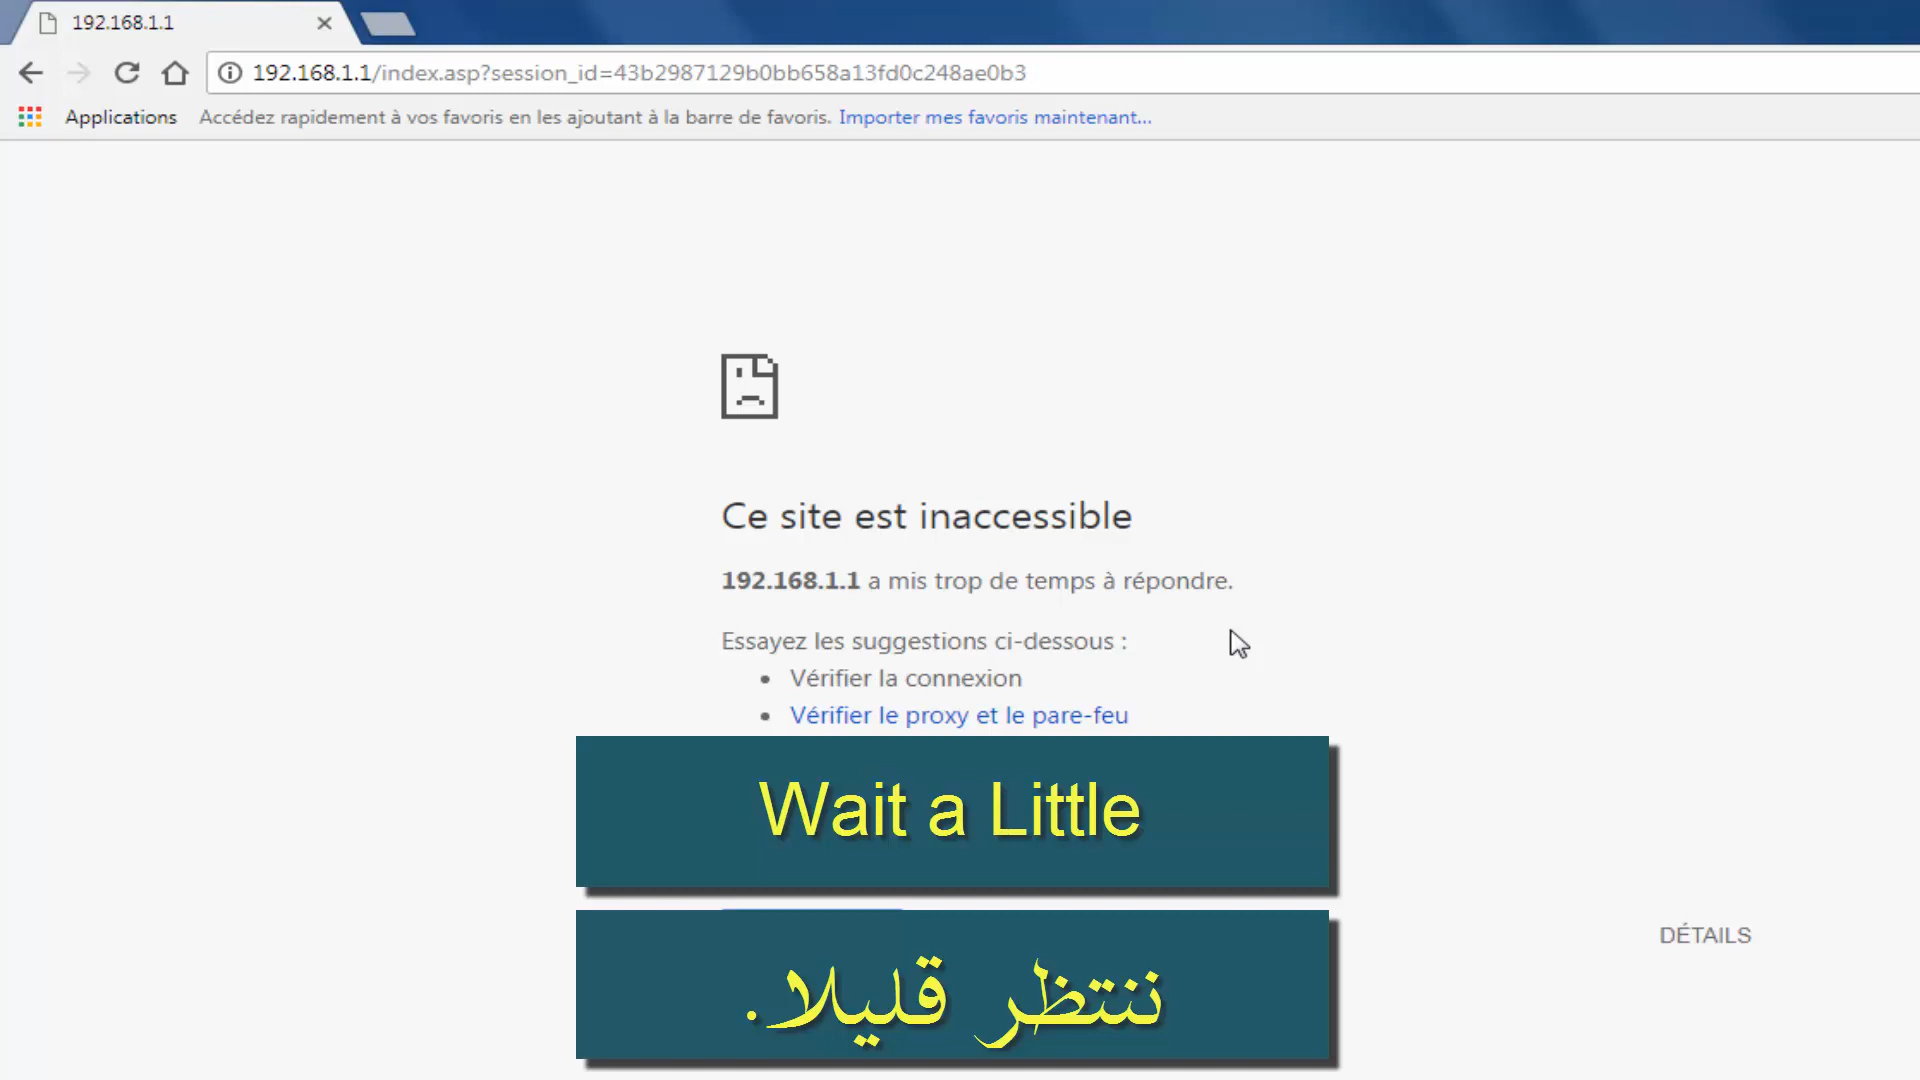 192.168.1.1
192.168.1.1/index.asp?session_id=43b2987129b0bb658a13fd0c248ae0b3
Applications Accédez rapidement à vos favoris en les ajoutant à la barre de favoris. Importer mes favoris maintenant...
Ce site est inaccessible
192.168.1.1 a mis trop de temps à répondre.
Essayez les suggestions ci-dessous :
• Vérifier la connexion
• Vérifier le proxy et le pare-feu
Wait a Little
ننتظر قليلا.
DÉTAILS